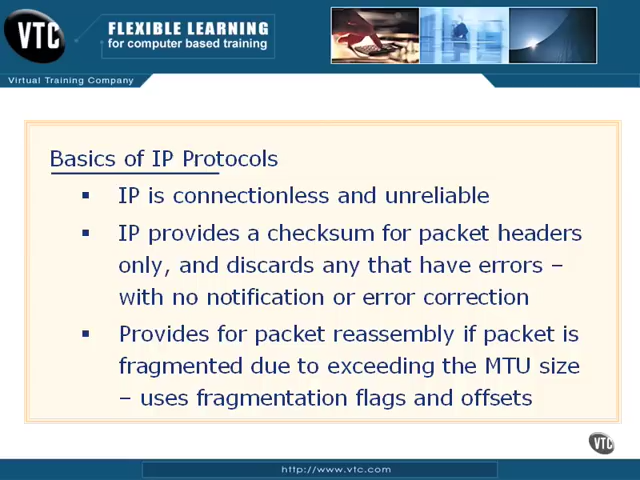 VTC
FLEXIBLE LEARNING
for computer based training
Virtual Training Company
Basics of IP Protocols
▪ IP is connectionless and unreliable
▪ IP provides a checksum for packet headers
only, and discards any that have errors –
with no notification or error correction
▪ Provides for packet reassembly if packet is
fragmented due to exceeding the MTU size
– uses fragmentation flags and offsets
VTC
http://www.vtc.com